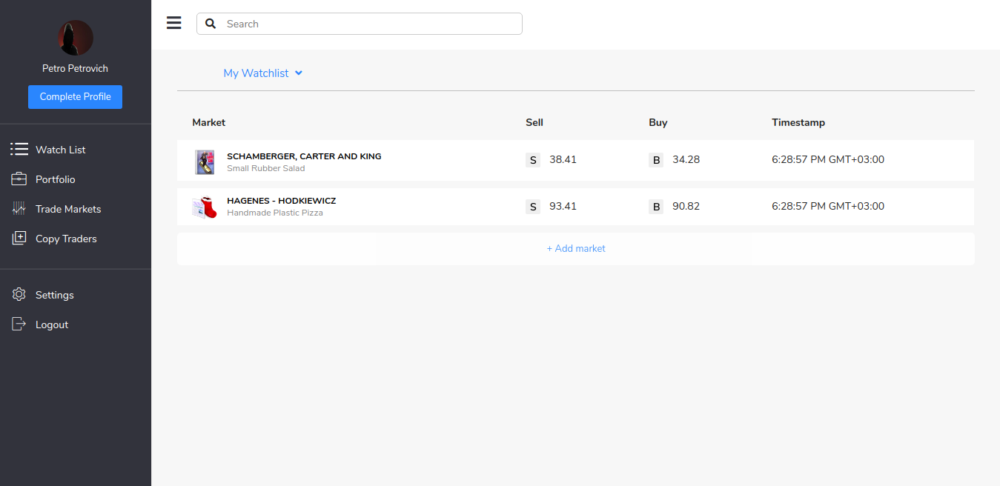 Petro Petrovich
Complete Profile
Watch List
Portfolio
Trade Markets
Copy Traders
Settings
Logout
Search
My Watchlist
Market Sell Buy Timestamp
SCHAMBERGER, CARTER AND KING
Small Rubber Salad
S 38.41 B 34.28 6:28:57 PM GMT+03:00
HAGENES - HODKIEWICZ
Handmade Plastic Pizza
S 93.41 B 90.82 6:28:57 PM GMT+03:00
+ Add market